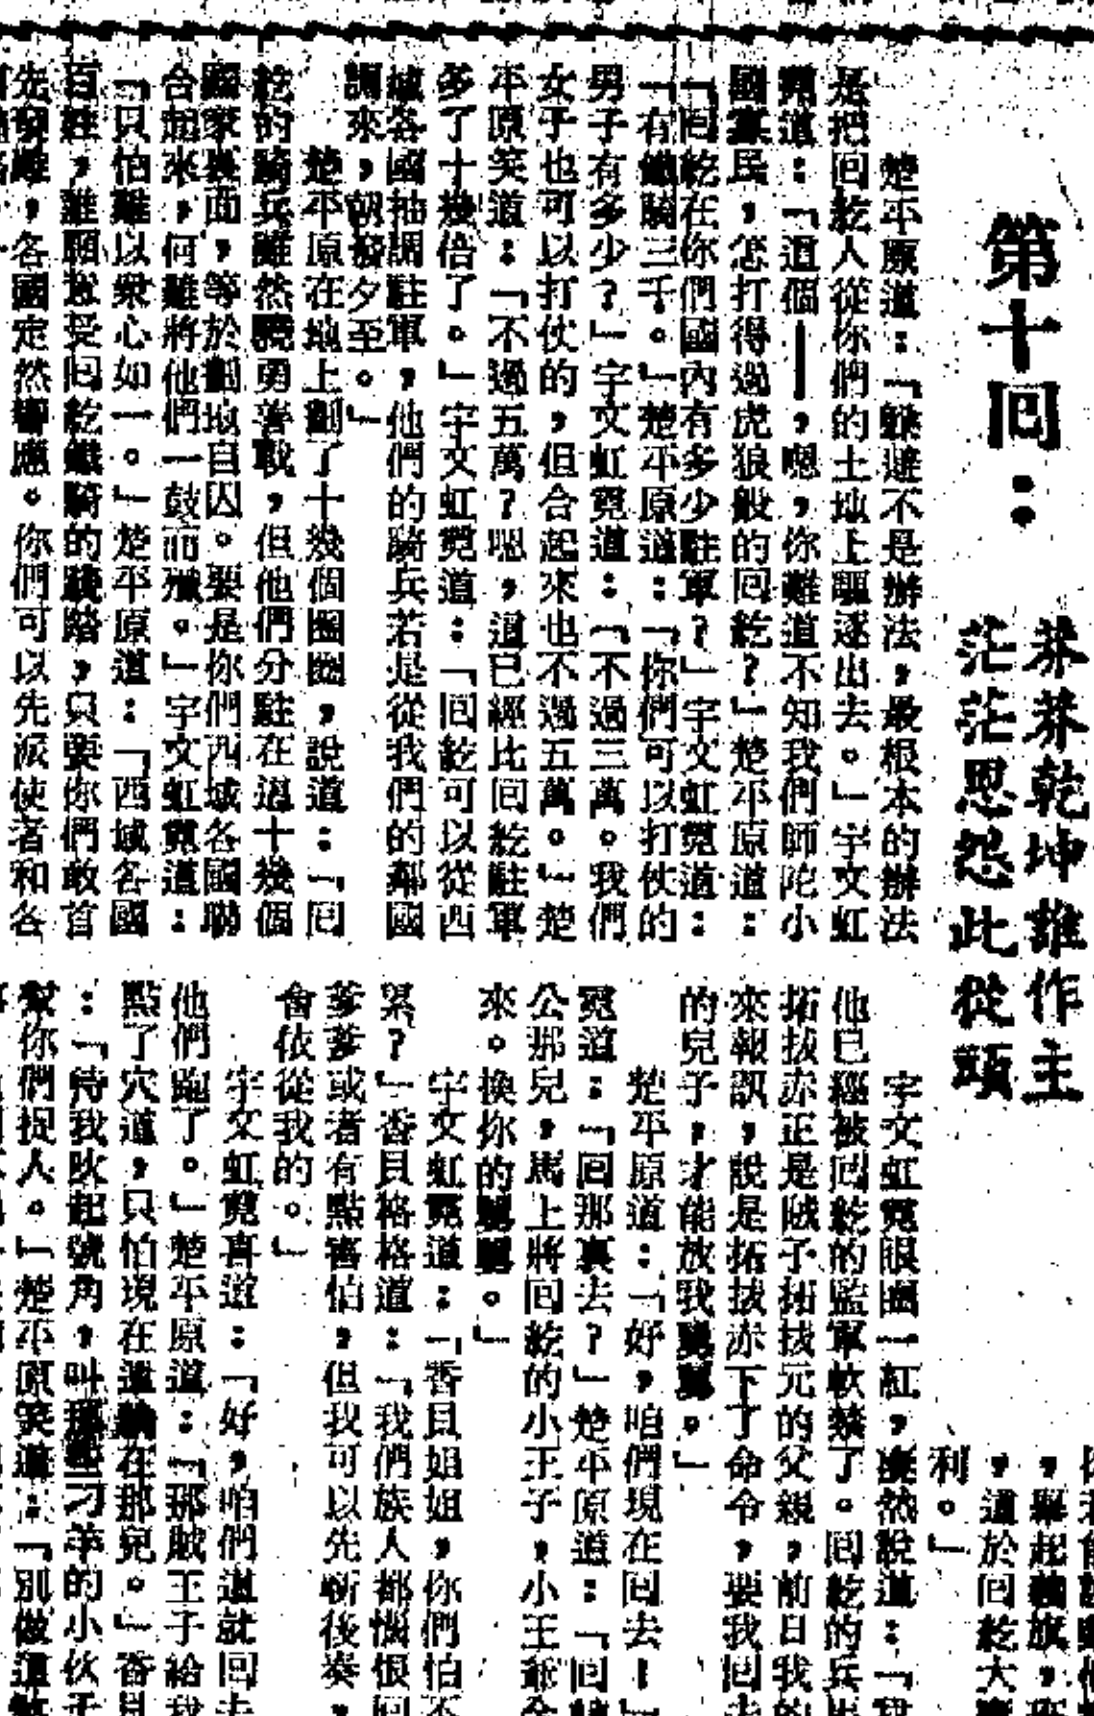 第十回：
莽莽乾坤誰作主
茫茫恩怨此從頭
楚平原道：「躲避不是辦法，最根本的辦法
是把回紇人從你們的土地上驅逐出去。」宇文虹
霓道：「這個——，嗯，你難道不知我們師陀小
國寡民，怎打得過虎狼般的回紇？」楚平原道：
「回紇在你們國內有多少駐軍？」宇文虹霓道：
「有鐵騎三千。」楚平原道：「你們可以打仗的
男子有多少？」宇文虹霓道：「不過三萬。我們
女子也可以打仗的，但合起來也不過五萬。」楚
平原笑道：「不過五萬？嗯，這已經比回紇駐軍
多了十幾倍了。」宇文虹霓道：「回紇可以從西
域各國抽調駐軍，他們的騎兵若是從我們的鄰國
調來，朝發夕至。」
楚平原在地上劃了十幾個圈圈，說道：「回
紇的騎兵雖然驍勇善戰，但他們分駐在這十幾個
國家裏面，等於劃地自囚。要是你們西域各國聯
合起來，何難將他們一鼓而殲。」宇文虹霓道：
「只怕難以衆心如一。」楚平原道：「西域各國
百姓，誰願意受回紇鐵騎的踐踏，只要你們敢首
先發難，各國定然響應。你們可以先派使者和各
利。」
宇文虹霓眼圈一紅，凄然說道：「我
他已經被回紇的監軍軟禁了。回紇的兵
拓拔赤正是賊子拓拔元的父親，前日我的
來報訊，說是拓拔赤下了命令，要我回去
的兒子，才能放我舅舅。」
楚平原道：「好，咱們現在回去！」
霓道：「回那裏去？」楚平原道：「回
公那兒，馬上將回紇的小王子，小王爺全
來。換你的舅舅。」
宇文虹霓道：「香貝姐姐，你們怕不
累？」香貝格格道：「我們族人都惱恨回
爹爹或者有點害怕，但我可以先斬後奏，
會依從我的。」
宇文虹霓喜道：「好，咱們這就回去
他們跑了。」楚平原道：「那賊王子給我
點了穴道，只怕現在還躺在那兒。」香貝
：「待我吹起號角，叫那些刁羊的小伙子
幫你們捉人。」楚平原笑道：「別做這